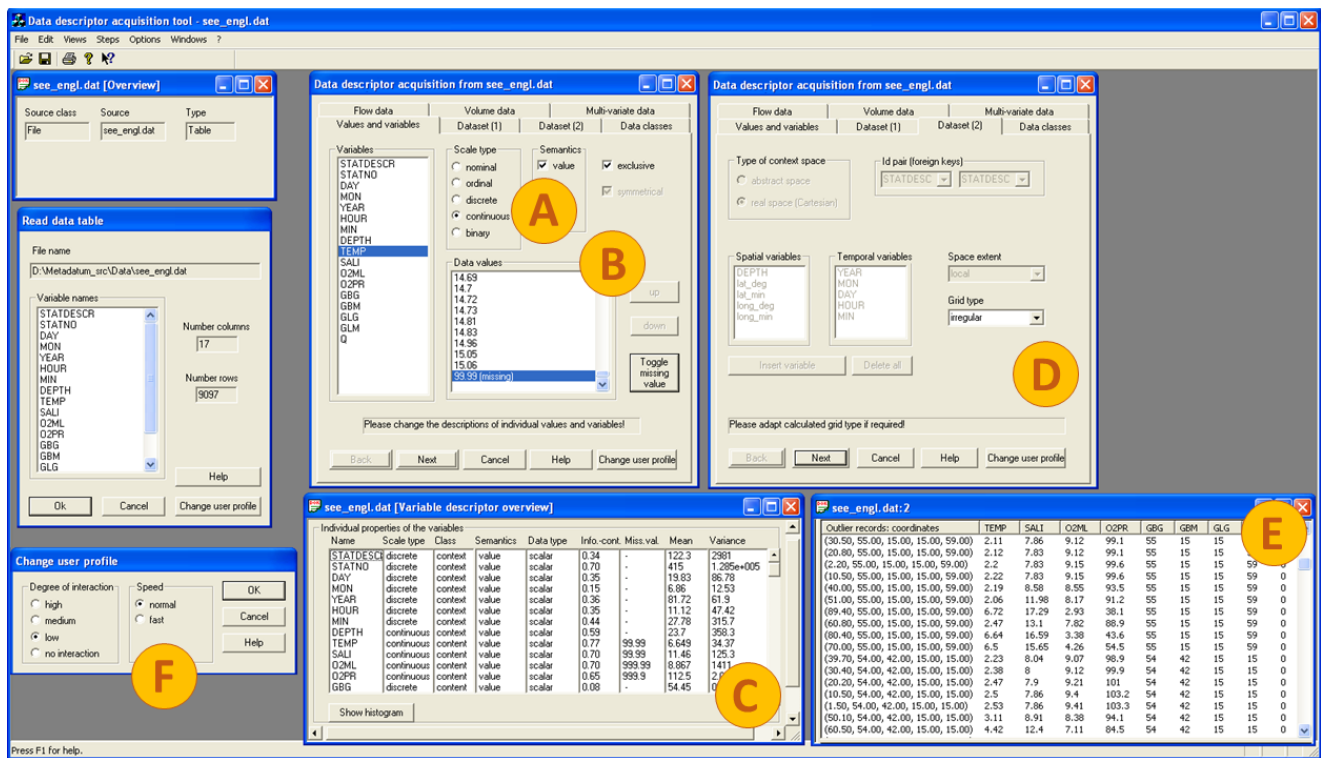 Data descriptor acquisition tool - see_engl.dat
File Edit Views Steps Options Windows ?
see_engl.dat [Overview]
Source class Source Type
File see_engl.dat Table
Read data table
File name
D:\Metadatum_src\Data\see_engl.dat
Variable names
STATDESCR
STATNO
DAY
MON
YEAR
HOUR
MIN
DEPTH
TEMP
SALI
O2ML
O2PR
GBG
GBM
GLG
Number columns
17
Number rows
9097
Help
Ok Cancel Change user profile
Change user profile
Degree of interaction Speed
high normal OK
medium fast Cancel
low Help
no interaction
F
Data descriptor acquisition from see_engl.dat
Flow data Volume data Multi-variate data
Values and variables Dataset (1) Dataset (2) Data classes
Variables
STATDESCR
STATNO
DAY
MON
YEAR
HOUR
MIN
DEPTH
TEMP
SALI
O2ML
O2PR
GBG
GBM
GLG
GLM
Q
Scale type
nominal
ordinal
discrete
continuous
binary
Semantics
value
exclusive
symmetrical
A
B
Data values
14.69
14.7
14.72
14.73
14.81
14.83
14.96
15.05
15.06
99.99 (missing)
up
down
Toggle
missing
value
Please change the descriptions of individual values and variables!
Back Next Cancel Help Change user profile
Data descriptor acquisition from see_engl.dat
Flow data Volume data Multi-variate data
Values and variables Dataset (1) Dataset (2) Data classes
Type of context space
abstract space
real space (Cartesian)
Id pair (foreign keys)
STATDESC STATDESC
Spatial variables
DEPTH
lat_deg
lat_min
long_deg
long_min
Temporal variables
YEAR
MON
DAY
HOUR
MIN
Space extent
local
Grid type
irregular
Insert variable Delete all
D
Please adapt calculated grid type if required!
Back Next Cancel Help Change user profile
see_engl.dat [Variable descriptor overview]
Individual properties of the variables
Name Scale type Class Semantics Data type Info.-cont. Miss.val. Mean Variance
STATDESC discrete context value scalar 0.34 - 122.3 2981
STATNO discrete context value scalar 0.70 - 415 1.285e+005
DAY discrete context value scalar 0.35 - 19.83 86.78
MON discrete context value scalar 0.15 - 6.86 12.53
YEAR discrete context value scalar 0.36 - 81.72 61.9
HOUR discrete context value scalar 0.35 - 11.12 47.42
MIN discrete context value scalar 0.44 - 27.78 315.7
DEPTH continuous context value scalar 0.59 - 23.7 358.3
TEMP continuous context value scalar 0.77 99.99 6.649 34.37
SALI continuous context value scalar 0.70 99.99 11.46 125.3
O2ML continuous context value scalar 0.70 999.99 8.867 1411
O2PR continuous context value scalar 0.65 999.9 112.5
GBG discrete context value scalar 0.08 - 54.45
Show histogram
C
see_engl.dat:2
Outlier records: coordinates TEMP SALI O2ML O2PR GBG GBM GLG
(30.50, 55.00, 15.00, 15.00, 59.00) 2.11 7.86 9.12 99.1 55 15 15
(20.80, 55.00, 15.00, 15.00, 59.00) 2.12 7.83 9.12 99.1 55 15 15
(2.20, 55.00, 15.00, 15.00, 59.00) 2.2 7.83 9.15 99.6 55 15 15 59 0
(10.50, 55.00, 15.00, 15.00, 59.00) 2.22 7.83 9.15 99.6 55 15 15 59 0
(40.00, 55.00, 15.00, 15.00, 59.00) 2.19 8.58 8.55 93.5 55 15 15 59 0
(51.00, 55.00, 15.00, 15.00, 59.00) 2.06 11.98 8.17 91.2 55 15 15 59 0
(89.40, 55.00, 15.00, 15.00, 59.00) 6.72 17.29 2.93 38.1 55 15 15 59 0
(60.80, 55.00, 15.00, 15.00, 59.00) 2.47 13.1 7.82 88.9 55 15 15 59 0
(80.40, 55.00, 15.00, 15.00, 59.00) 6.64 16.59 3.38 43.6 55 15 15 59 0
(70.00, 55.00, 15.00, 15.00, 59.00) 6.5 15.65 4.26 54.5 55 15 15 59 0
(39.70, 54.00, 42.00, 15.00, 15.00) 2.23 8.04 9.07 98.9 54 42 15 15 0
(30.40, 54.00, 42.00, 15.00, 15.00) 2.38 8 9.12 99.9 54 42 15 15 0
(20.20, 54.00, 42.00, 15.00, 15.00) 2.47 7.9 9.21 101 54 42 15 15 0
(10.50, 54.00, 42.00, 15.00, 15.00) 2.5 7.86 9.4 103.2 54 42 15 15 0
(1.50, 54.00, 42.00, 15.00, 15.00) 2.53 7.86 9.41 103.3 54 42 15 15 0
(50.10, 54.00, 42.00, 15.00, 15.00) 3.11 8.91 8.38 94.1 54 42 15 15 0
(60.50, 54.00, 42.00, 15.00, 15.00) 4.42 12.4 7.11 84.5 54 42 15 15 0
E
Press F1 for help.